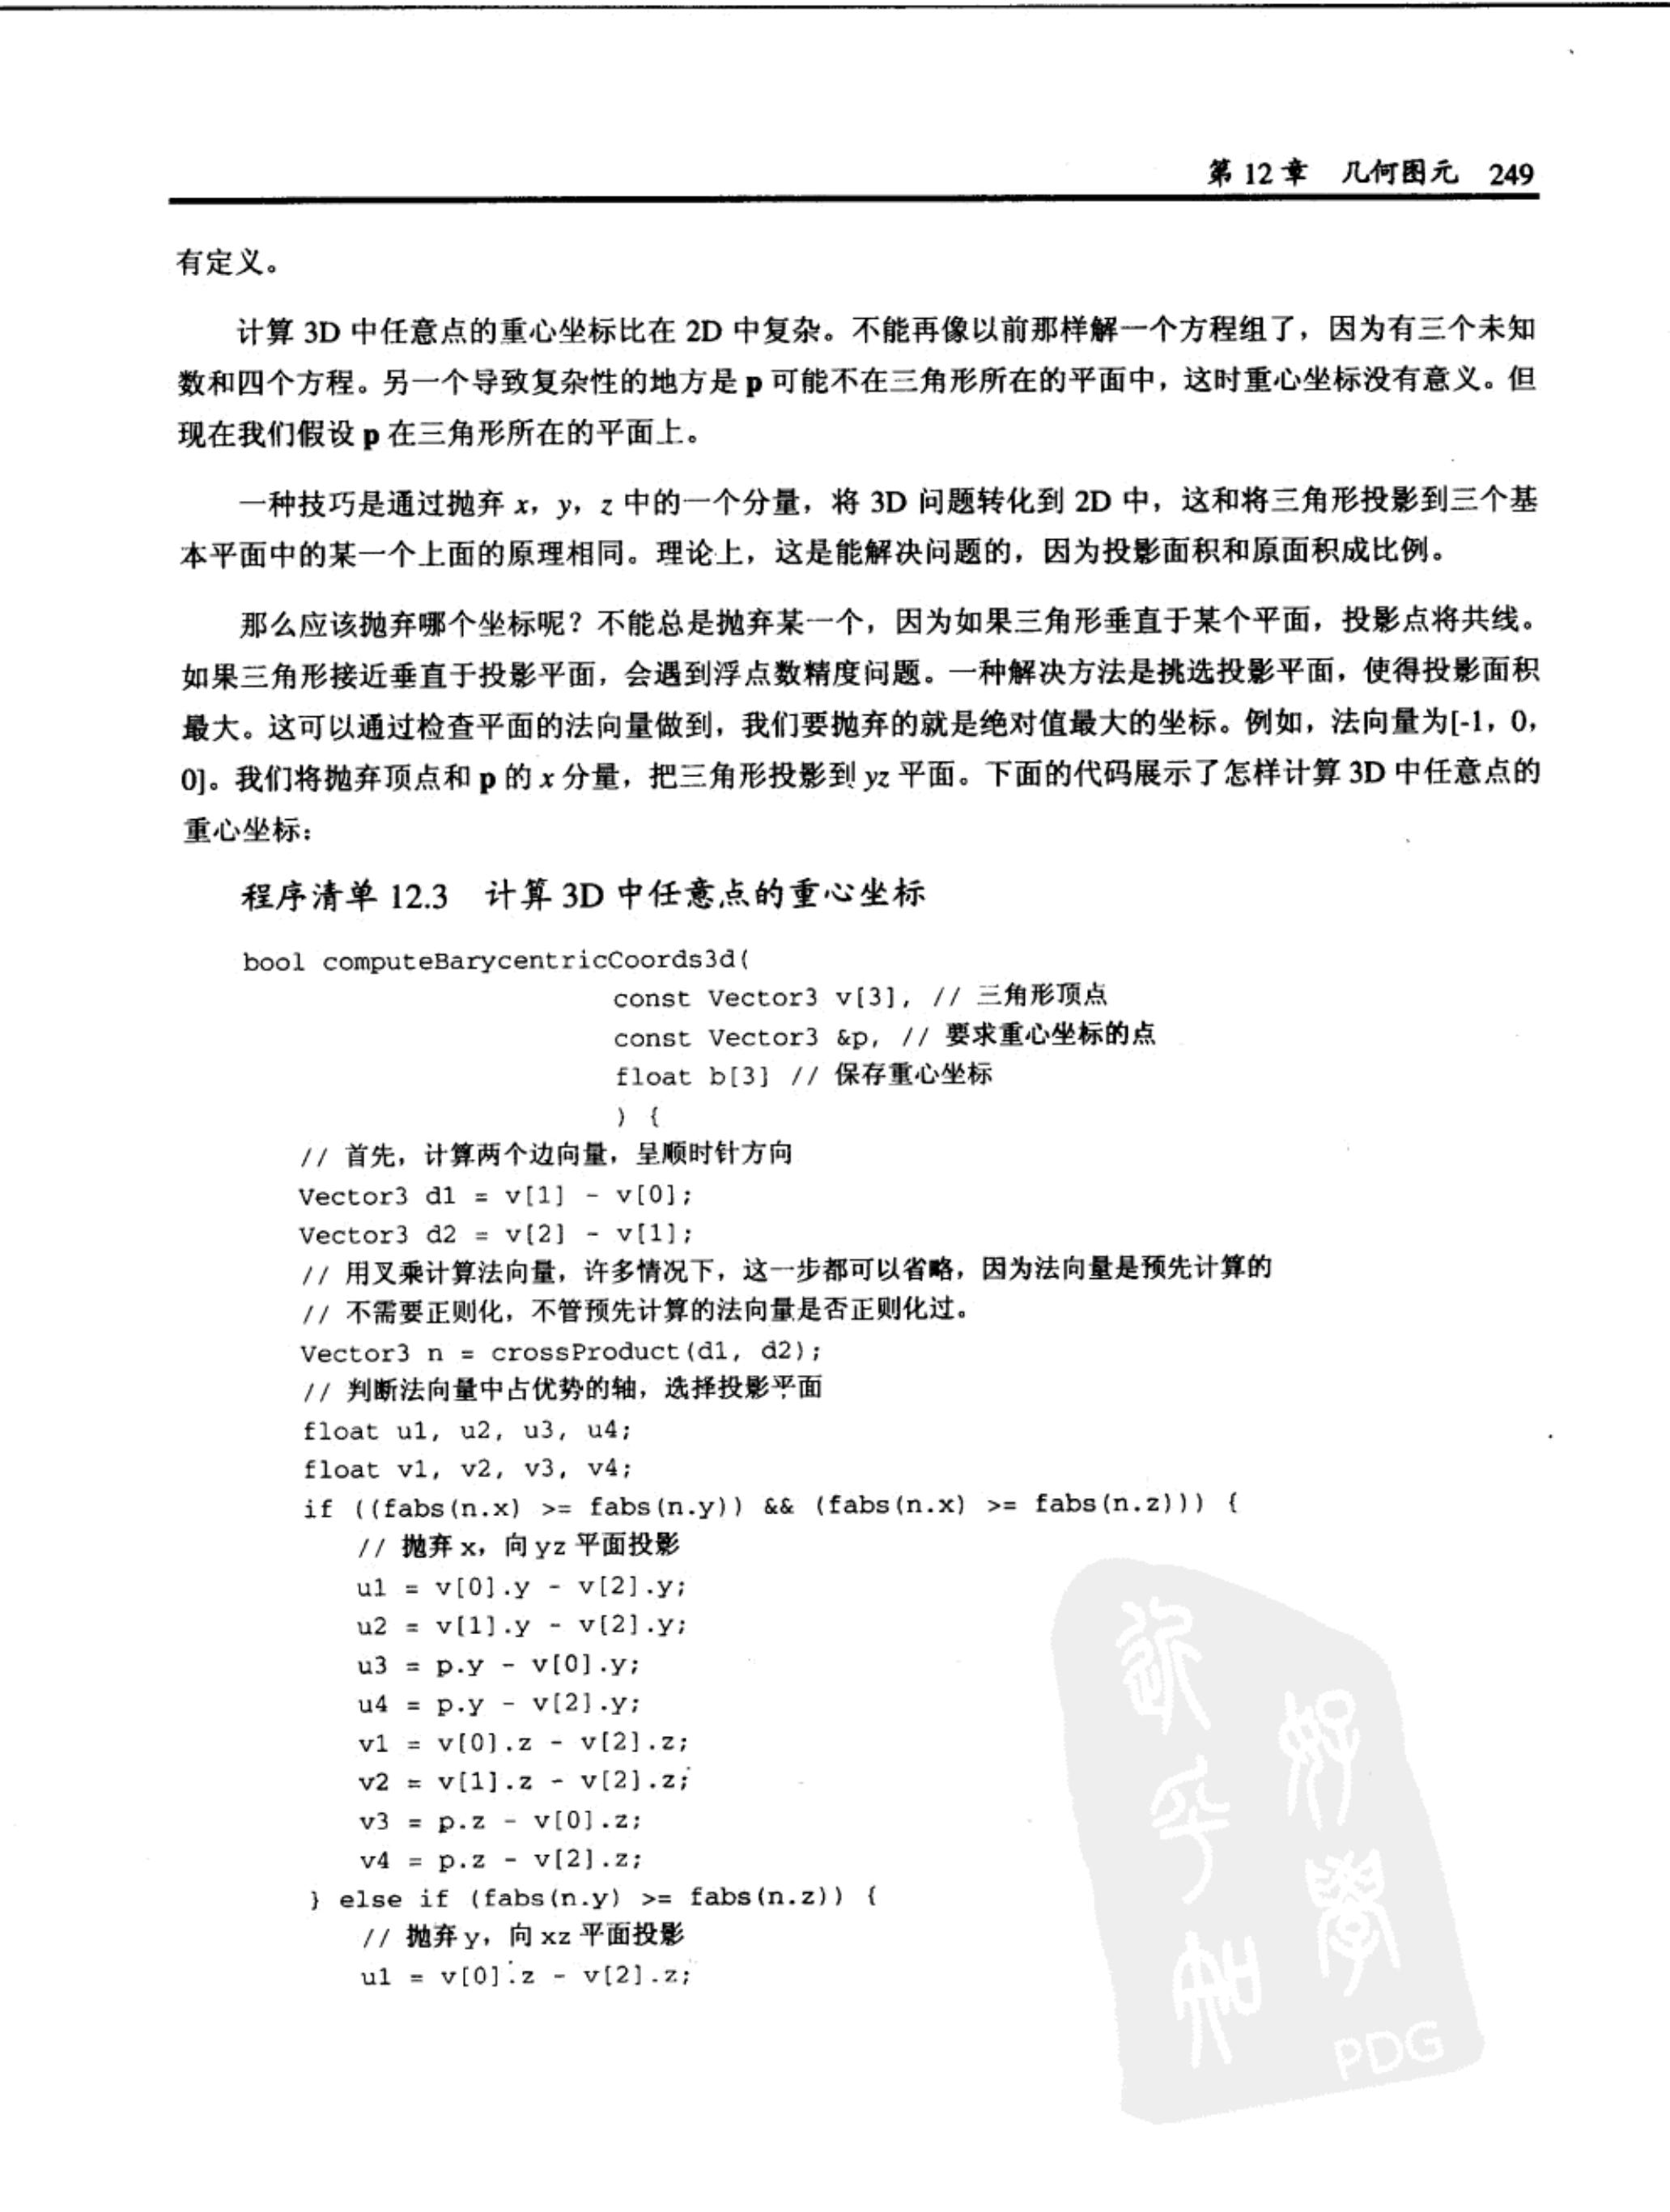 第 12 章 几何图元 249
有定义。
计算 3D 中任意点的重心坐标比在 2D 中复杂。不能再像以前那样解一个方程组了，因为有三个未知
数和四个方程。另一个导致复杂性的地方是 p 可能不在三角形所在的平面中，这时重心坐标没有意义。但
现在我们假设 p 在三角形所在的平面上。
一种技巧是通过抛弃 x，y，z 中的一个分量，将 3D 问题转化到 2D 中，这和将三角形投影到三个基
本平面中的某一个上面的原理相同。理论上，这是能解决问题的，因为投影面积和原面积成比例。
那么应该抛弃哪个坐标呢？不能总是抛弃某一个，因为如果三角形垂直于某个平面，投影点将共线。
如果三角形接近垂直于投影平面，会遇到浮点数精度问题。一种解决方法是挑选投影平面，使得投影面积
最大。这可以通过检查平面的法向量做到，我们要抛弃的就是绝对值最大的坐标。例如，法向量为[-1，0，
0]。我们将抛弃顶点和 p 的 x 分量，把三角形投影到 yz 平面。下面的代码展示了怎样计算 3D 中任意点的
重心坐标：
程序清单 12.3 计算 3D 中任意点的重心坐标
bool computeBarycentricCoords3d(
const Vector3 v[3], // 三角形顶点
const Vector3 &p, // 要求重心坐标的点
float b[3] // 保存重心坐标
) {
// 首先，计算两个边向量，呈顺时针方向
Vector3 d1 = v[1] - v[0];
Vector3 d2 = v[2] - v[1];
// 用叉乘计算法向量，许多情况下，这一步都可以省略，因为法向量是预先计算的
// 不需要正则化，不管预先计算的法向量是否正则化过。
Vector3 n = crossProduct(d1, d2);
// 判断法向量中占优势的轴，选择投影平面
float u1, u2, u3, u4;
float v1, v2, v3, v4;
if ((fabs(n.x) >= fabs(n.y)) && (fabs(n.x) >= fabs(n.z))) {
// 抛弃 x，向 yz 平面投影
u1 = v[0].y - v[2].y;
u2 = v[1].y - v[2].y;
u3 = p.y - v[0].y;
u4 = p.y - v[2].y;
v1 = v[0].z - v[2].z;
v2 = v[1].z - v[2].z;
v3 = p.z - v[0].z;
v4 = p.z - v[2].z;
} else if (fabs(n.y) >= fabs(n.z)) {
// 抛弃 y，向 xz 平面投影
u1 = v[0].z - v[2].z;
PDG